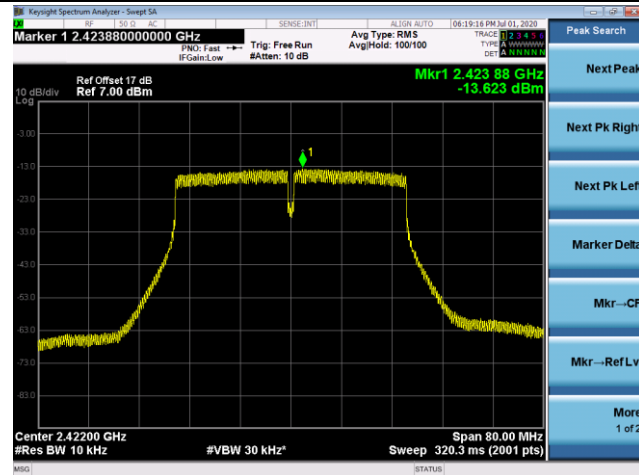 Keysight Spectrum Analyzer - Swept SA
RF 50 Ω AC SENSE:INT ALIGN AUTO 06:19:16 PM Jul 01, 2020
Marker 1 2.423880000000 GHz
PNO: Fast
IFGain:Low
Trig: Free Run
#Atten: 10 dB
Avg Type: RMS
Avg|Hold: 100/100
TRACE 1 2 3 4 5 6
TYPE A WWWWW
DET A N N N N N
Peak Search
Next Peak
Next Pk Right
Next Pk Left
Marker Delta
Mkr→CF
Mkr→Ref Lv
More
1 of 2
Ref Offset 17 dB
10 dB/div Ref 7.00 dBm
Log
Mkr1 2.423 88 GHz
-13.623 dBm
1
-3.00
-13.0
-23.0
-33.0
-43.0
-53.0
-63.0
-73.0
-83.0
Center 2.42200 GHz Span 80.00 MHz
#Res BW 10 kHz #VBW 30 kHz* Sweep 320.3 ms (2001 pts)
MSG STATUS